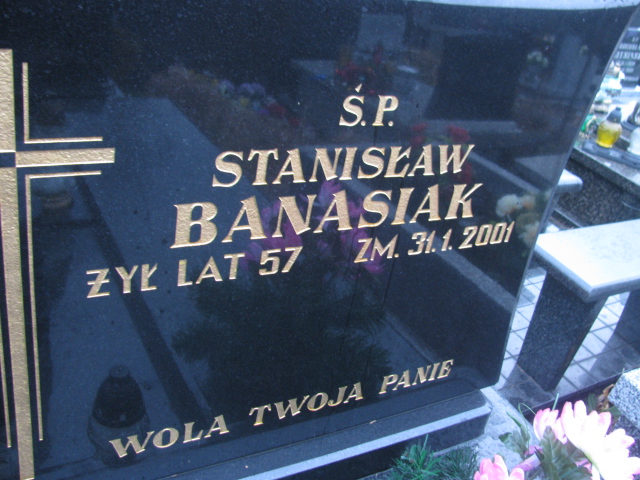 Ś.P.
STANISŁAW
BANASIAK
ŻYŁ LAT 57 ZM. 31.1.2001
WOLA TWOJA PANIE